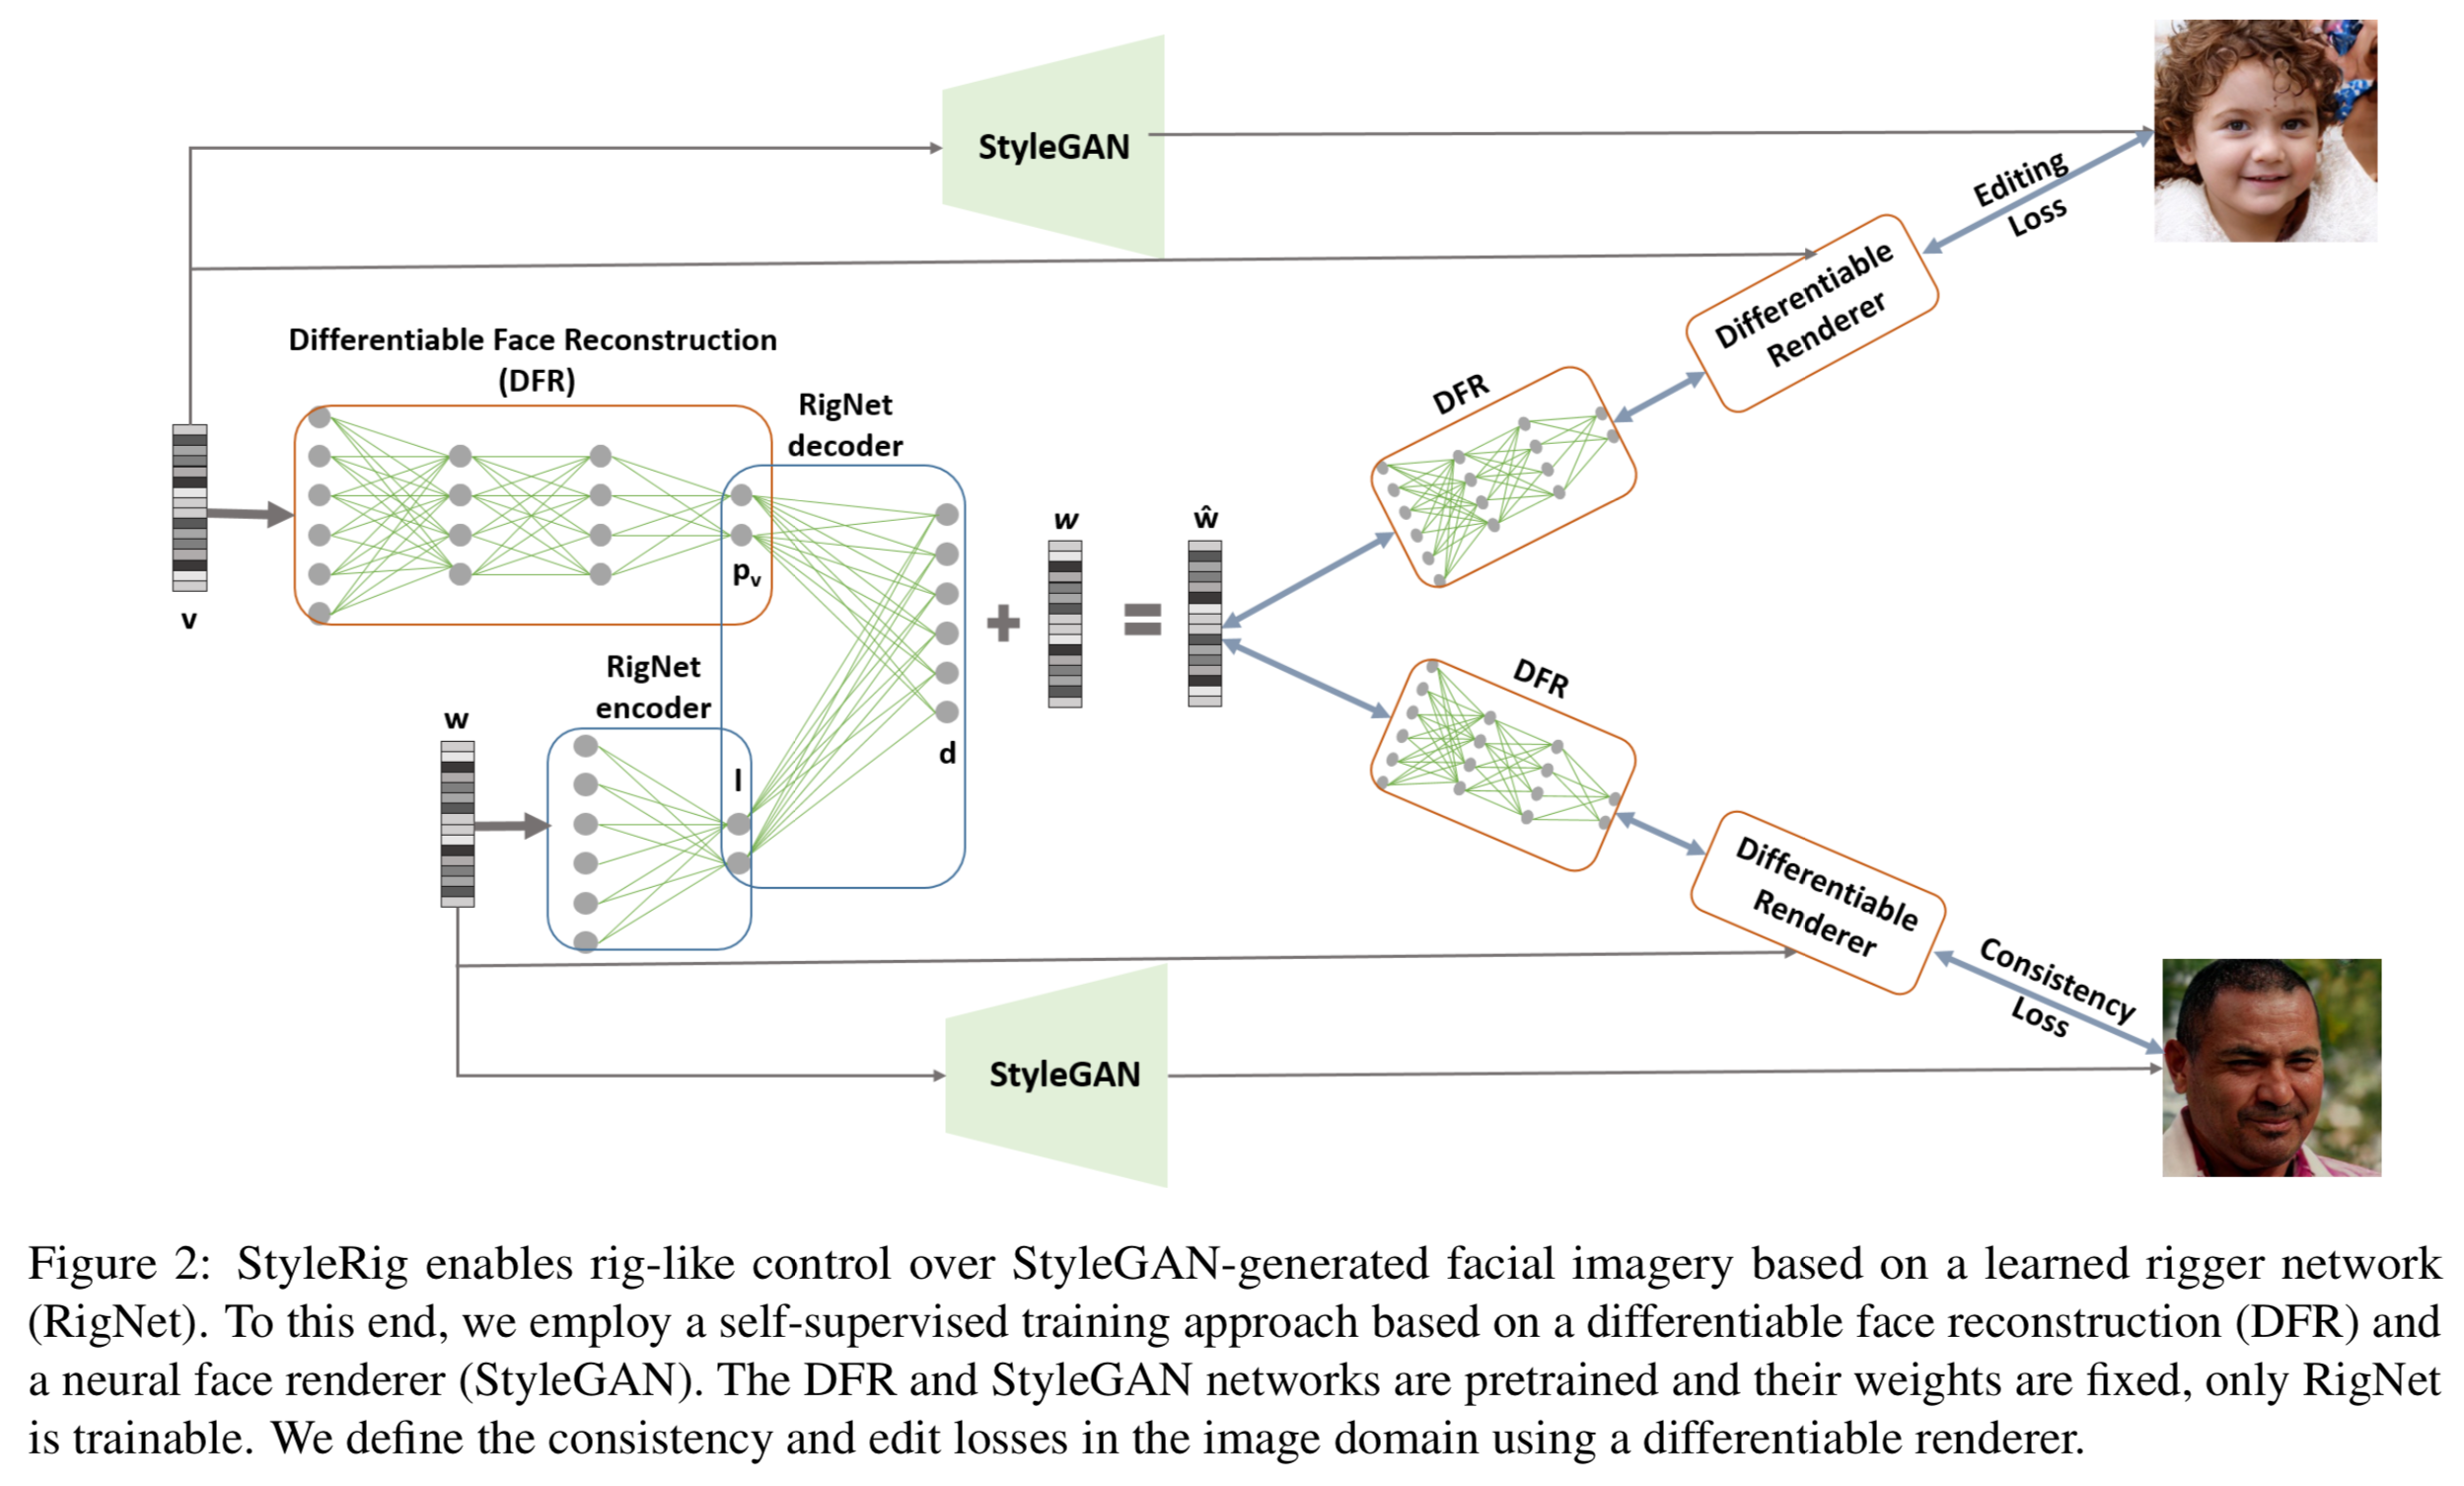 StyleGAN
Editing
Loss
Differentiable
Renderer
Differentiable Face Reconstruction
(DFR)
DFR
RigNet
decoder
pᵥ
v
w
ŵ
RigNet
encoder
w
l
d
DFR
Differentiable
Renderer
Consistency
Loss
StyleGAN
Figure 2: StyleRig enables rig-like control over StyleGAN-generated facial imagery based on a learned rigger network
(RigNet). To this end, we employ a self-supervised training approach based on a differentiable face reconstruction (DFR) and
a neural face renderer (StyleGAN). The DFR and StyleGAN networks are pretrained and their weights are fixed, only RigNet
is trainable. We define the consistency and edit losses in the image domain using a differentiable renderer.